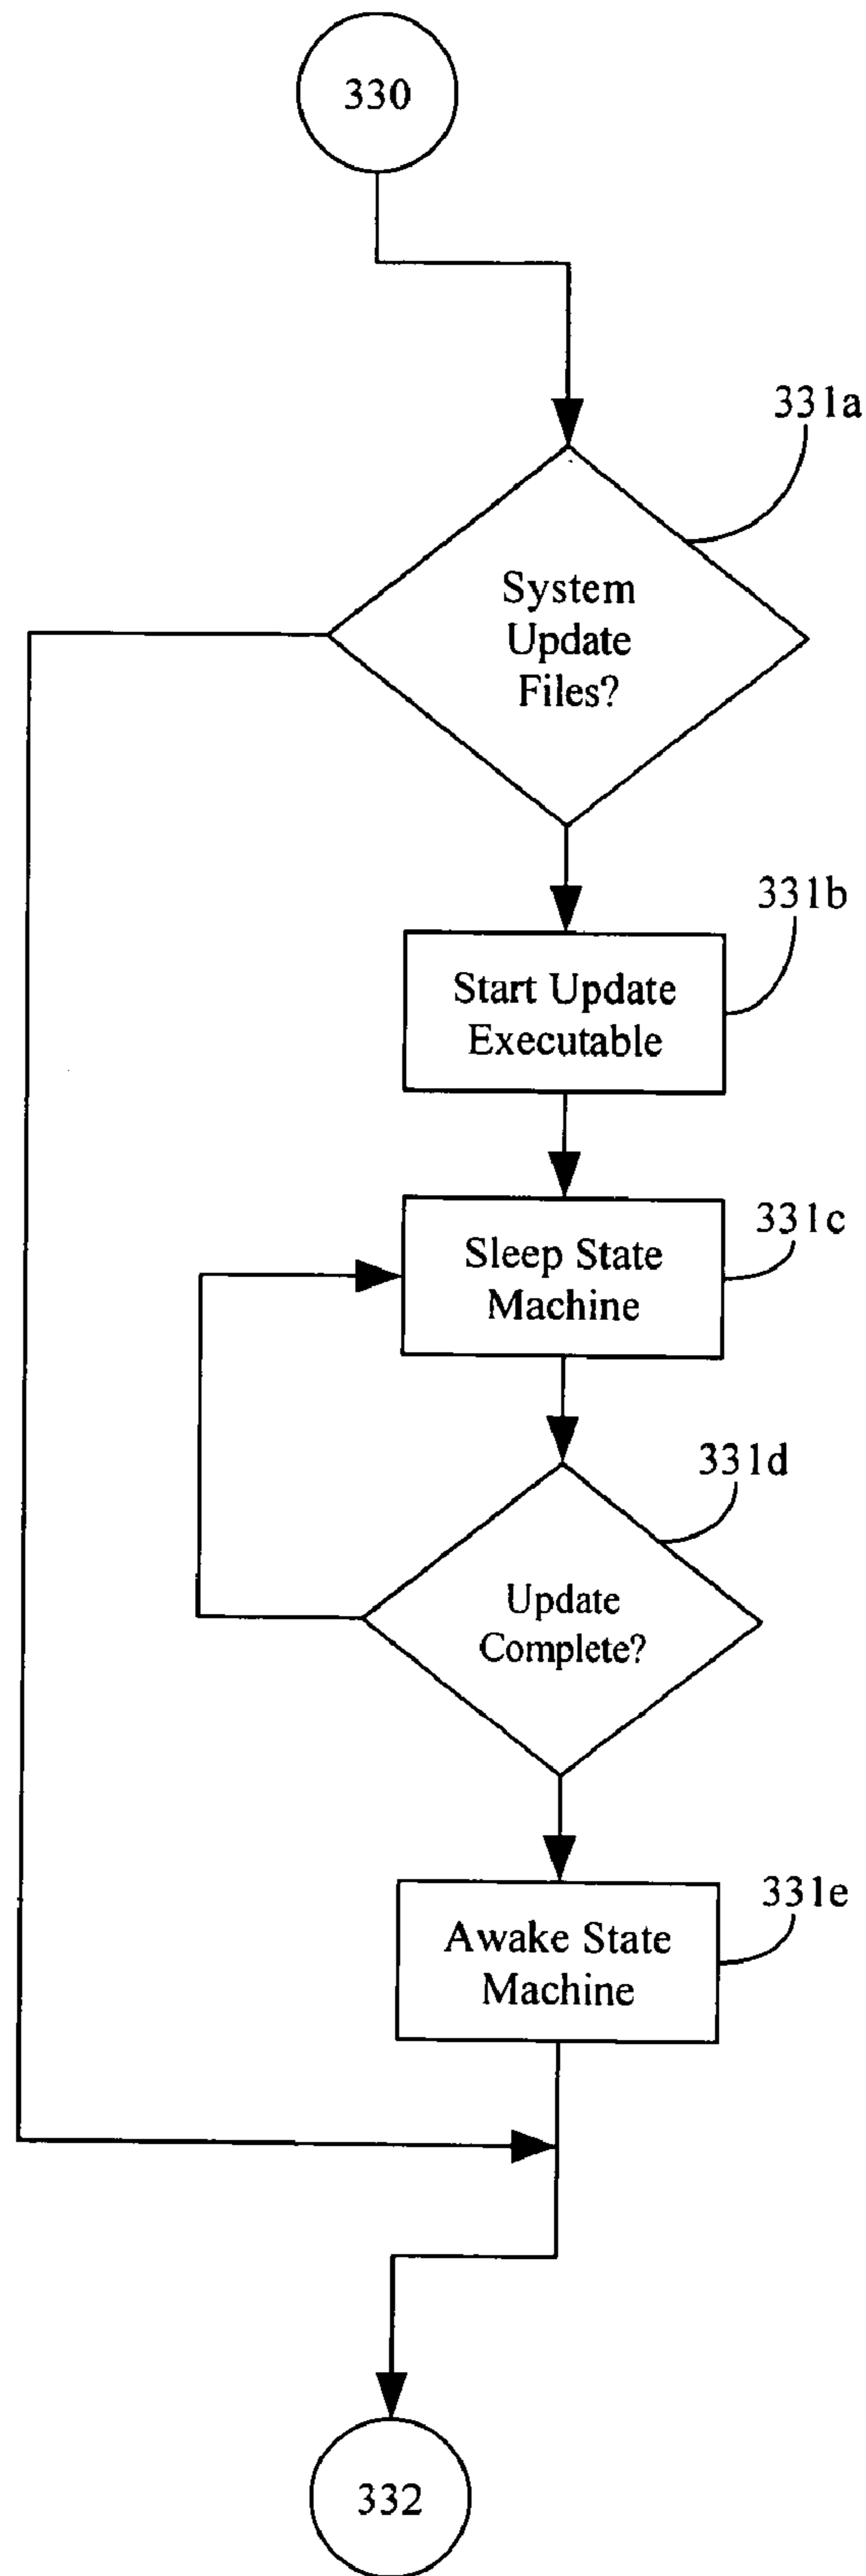 330
331a
System
Update
Files?
331b
Start Update
Executable
331c
Sleep State
Machine
331d
Update
Complete?
331e
Awake State
Machine
332